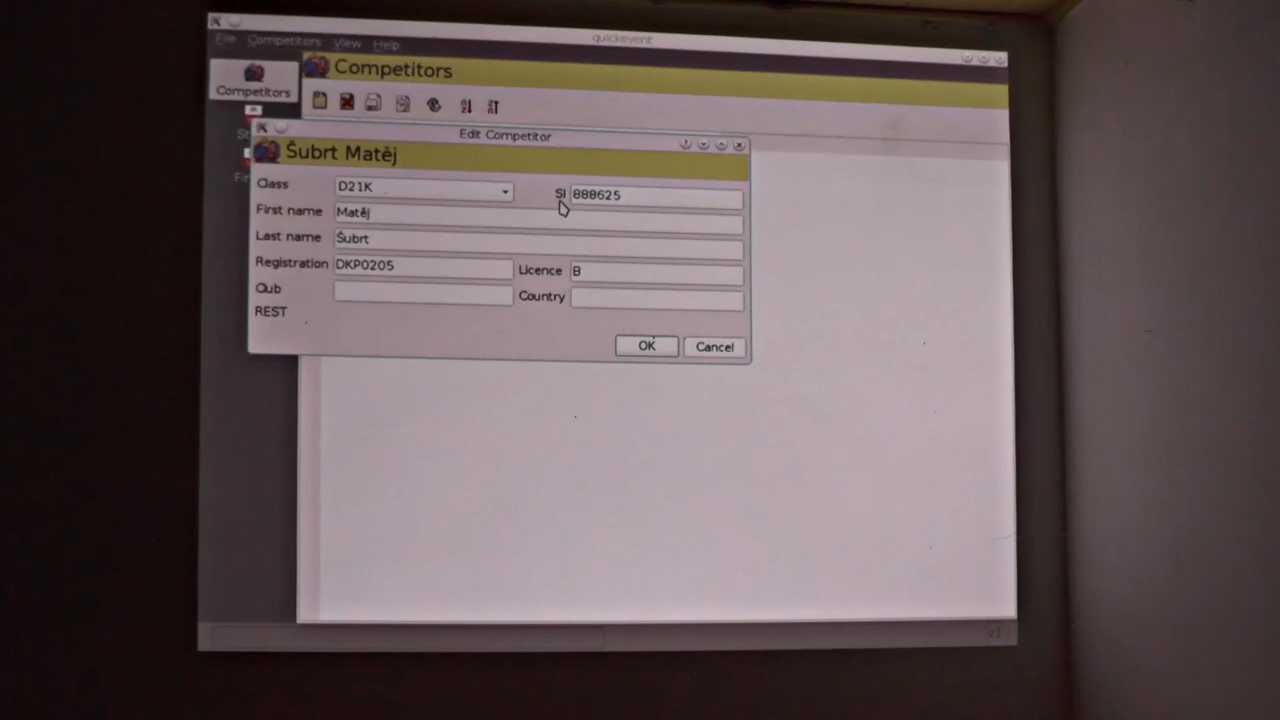 quickevent
File Competitors View Help
Competitors
Competitors
Edit Competitor
Šubrt Matěj
Class D21K SI 888625
First name Matěj
Last name Šubrt
Registration DKP0205 Licence B
Club Country
REST
OK Cancel